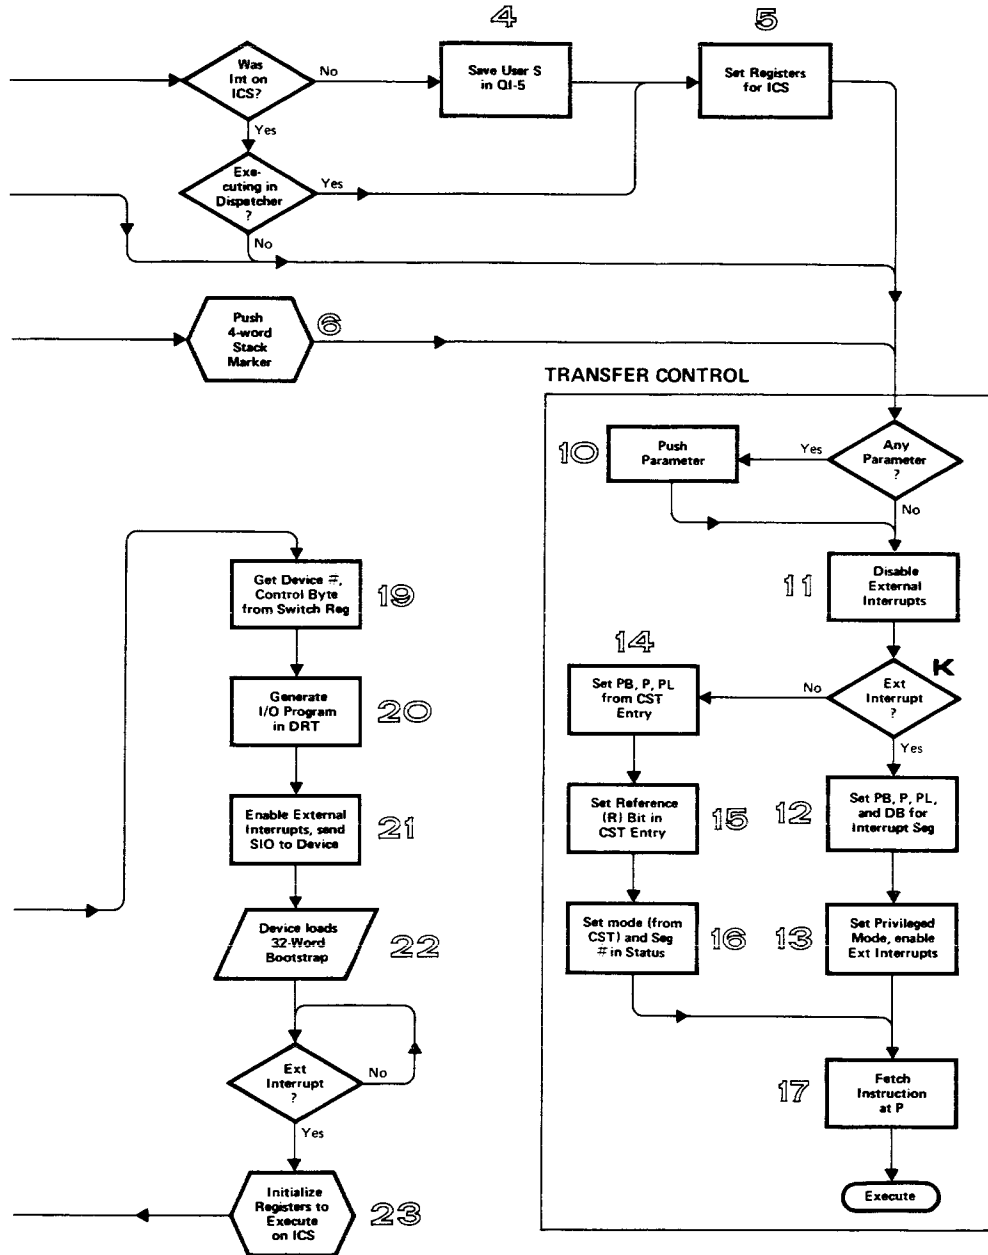 4
5
Was
Int on
ICS?
No
Save User S
in QI-5
Set Registers
for ICS
Yes
Exe-
cuting in
Dispatcher
?
Yes
No
Push
4-word
Stack
Marker
6
TRANSFER CONTROL
10
Push
Parameter
Yes
Any
Parameter
?
No
Get Device #,
Control Byte
from Switch Reg
19
11
Disable
External
Interrupts
14
K
Generate
I/O Program
in DRT
20
Set PB, P, PL
from CST
Entry
No
Ext
Interrupt
?
Yes
Enable External
Interrupts, send
SIO to Device
21
Set Reference
(R) Bit in
CST Entry
15
12
Set PB, P, PL,
and DB for
Interrupt Seg
Device loads
32-Word
Bootstrap
22
Set mode (from
CST) and Seg
# in Status
16
13
Set Privileged
Mode, enable
Ext Interrupts
Ext
Interrupt
?
No
Yes
17
Fetch
Instruction
at P
Initialize
Registers to
Execute
on ICS
23
Execute